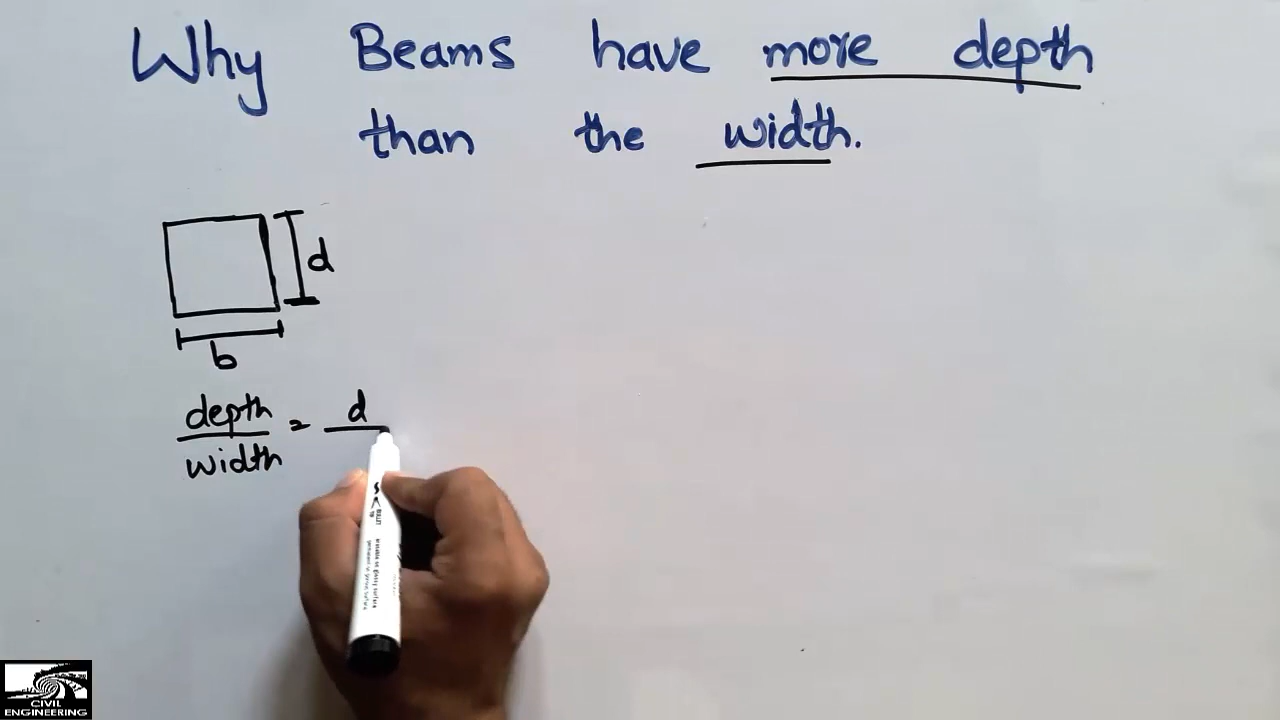 Why Beams have more depth
than the width.
d
b
depth = d
width
CIVIL
ENGINEERING